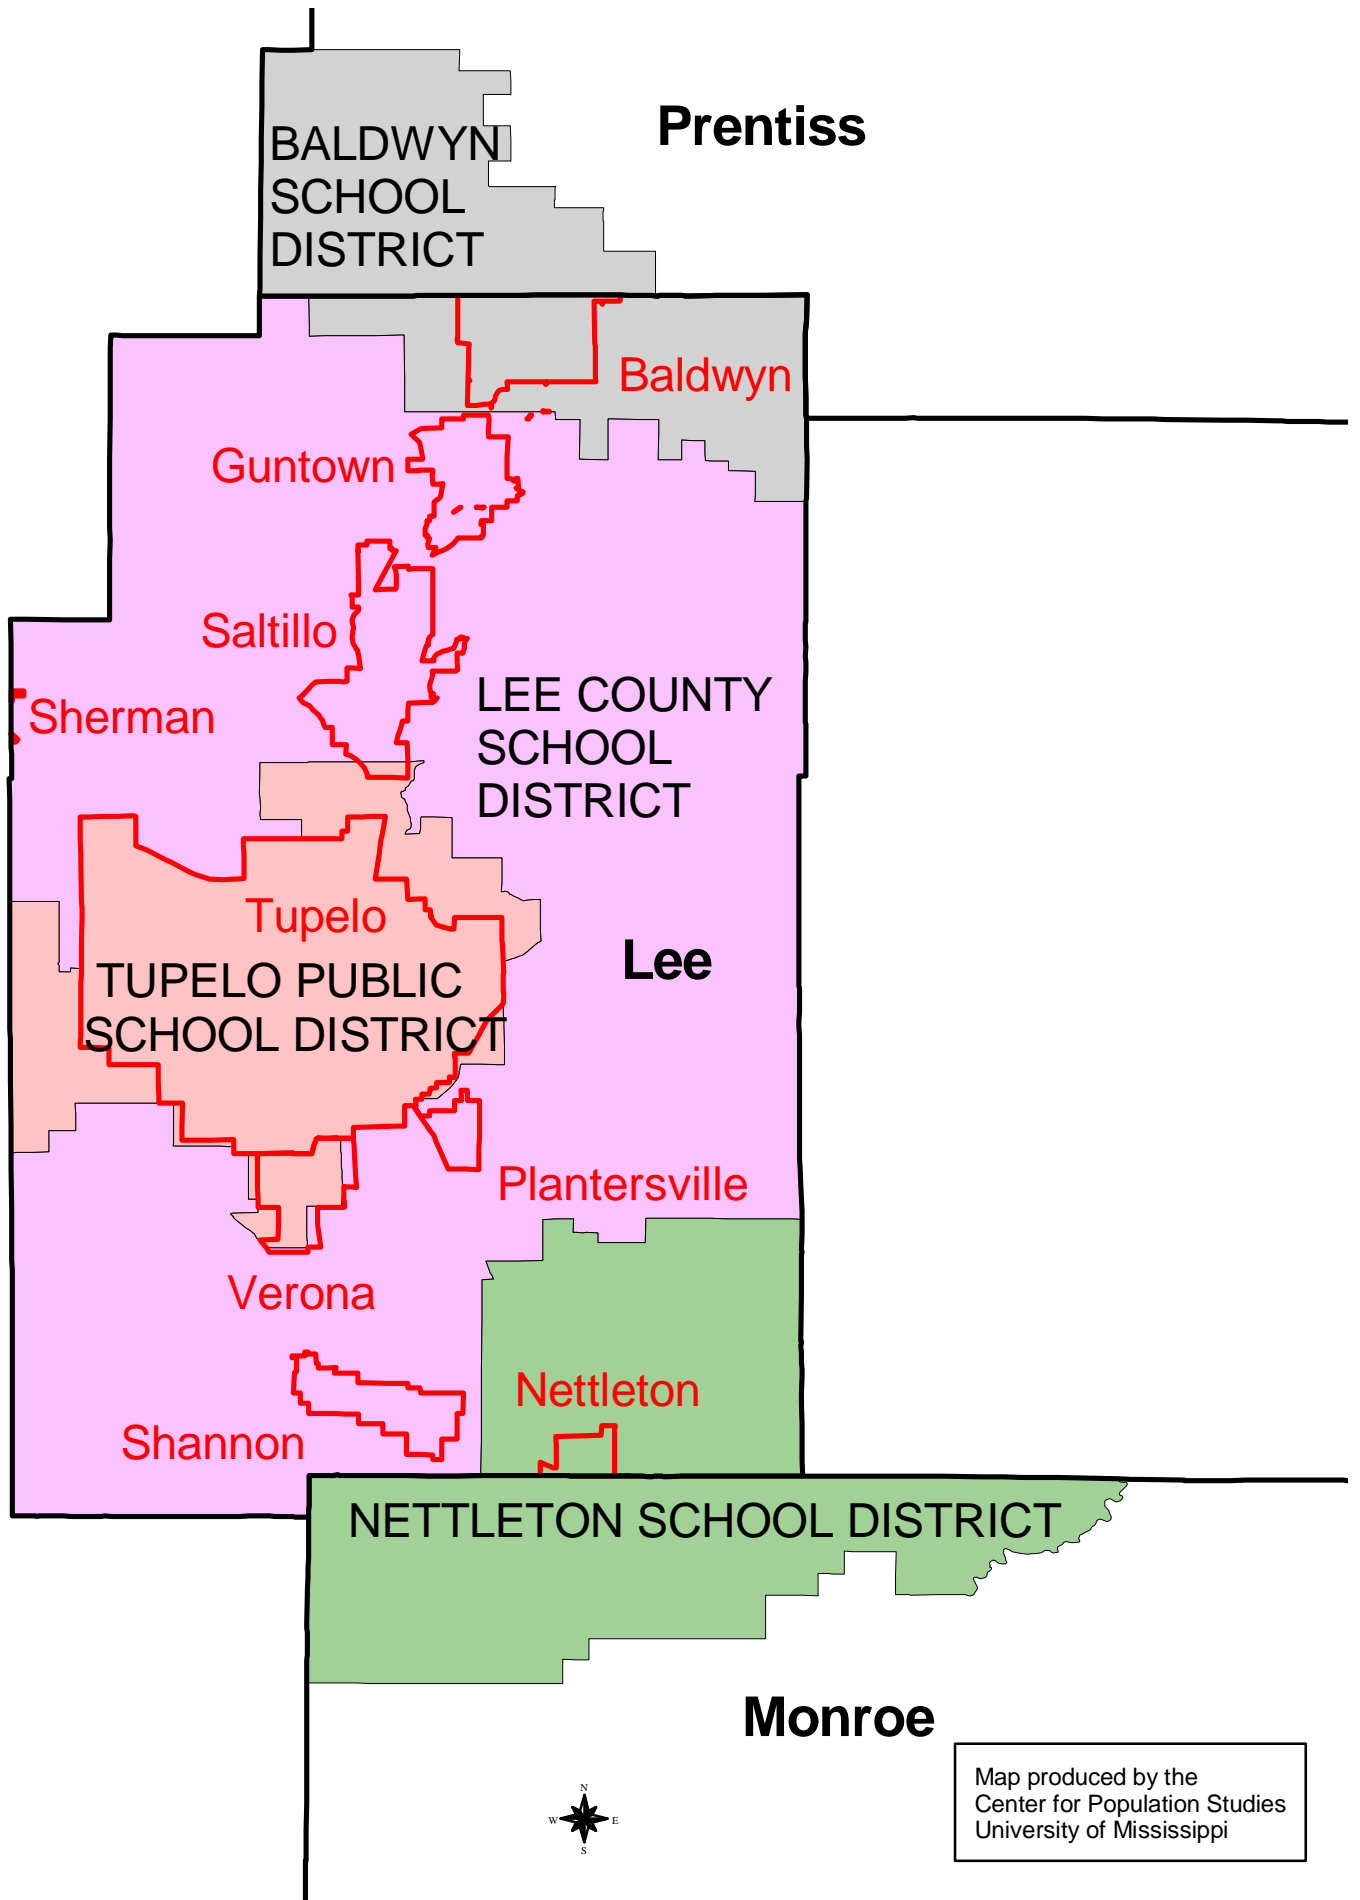 Prentiss
BALDWYN
SCHOOL
DISTRICT
Baldwyn
Guntown
Saltillo
Sherman
LEE COUNTY
SCHOOL
DISTRICT
Tupelo
Lee
TUPELO PUBLIC
SCHOOL DISTRICT
Plantersville
Verona
Nettleton
Shannon
NETTLETON SCHOOL DISTRICT
Monroe
Map produced by the
Center for Population Studies
University of Mississippi
N
W E
S